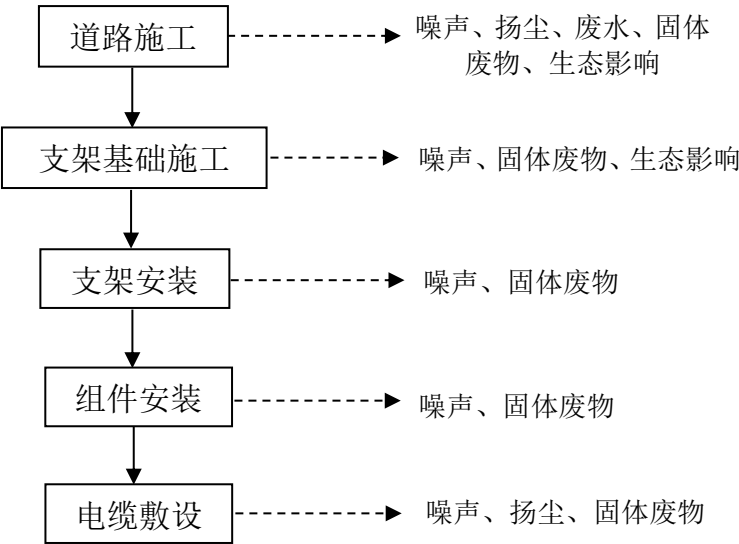 道路施工
噪声、扬尘、废水、固体
废物、生态影响
支架基础施工
噪声、固体废物、生态影响
支架安装
噪声、固体废物
组件安装
噪声、固体废物
电缆敷设
噪声、扬尘、固体废物